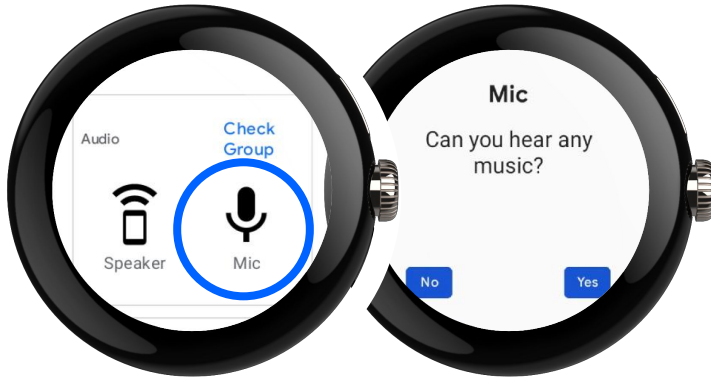 Audio
Check
Group
Speaker
Mic
Mic
Can you hear any
music?
No
Yes